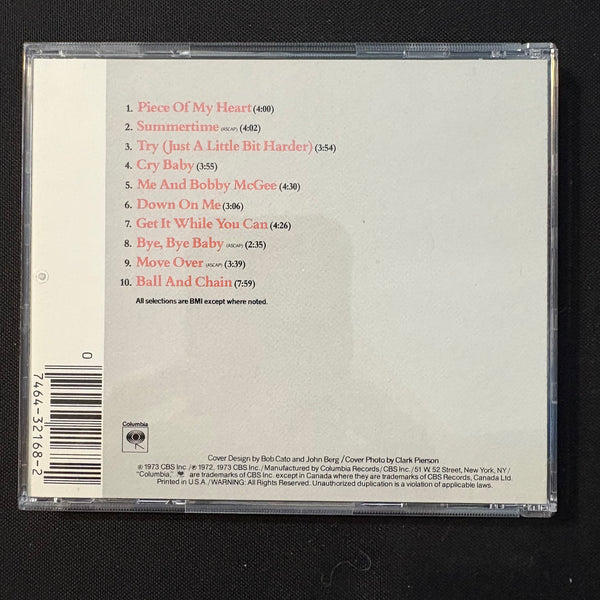 1. Piece Of My Heart (4:00)
2. Summertime (ASCAP) (4:02)
3. Try (Just A Little Bit Harder) (3:54)
4. Cry Baby (3:55)
5. Me And Bobby McGee (4:30)
6. Down On Me (3:06)
7. Get It While You Can (4:26)
8. Bye, Bye Baby (ASCAP) (2:35)
9. Move Over (ASCAP) (3:39)
10. Ball And Chain (7:59)
All selections are BMI except where noted.
0
7464-32168-2
Columbia
Cover Design by Bob Cato and John Berg / Cover Photo by Clark Pierson
© 1973 CBS Inc. / ℗ 1972, 1973 CBS Inc. / Manufactured by Columbia Records / CBS Inc. / 51 W. 52 Street, New York, NY /
"Columbia," are trademarks of CBS Inc. except in Canada where they are trademarks of CBS Records, Canada Ltd.
Printed in U.S.A. / WARNING: All Rights Reserved. Unauthorized duplication is a violation of applicable laws.